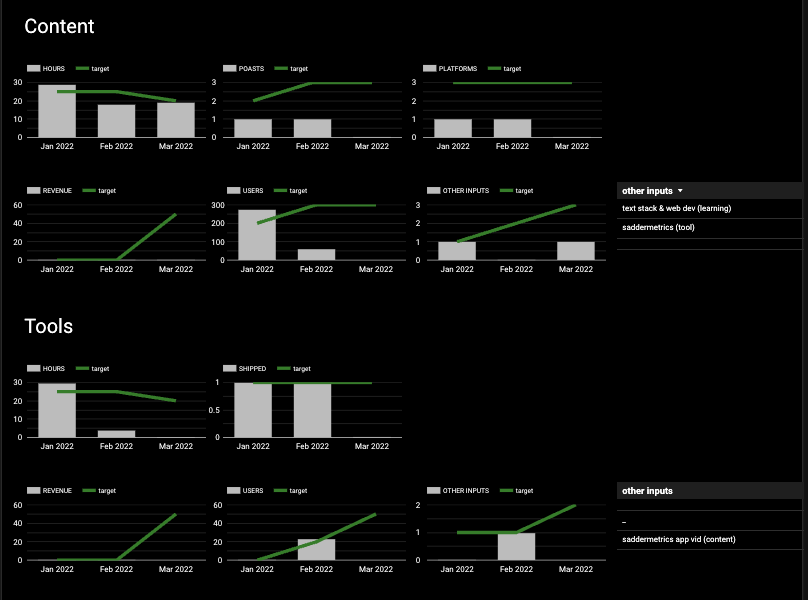 Content
HOURS target
30
20
10
0
Jan 2022 Feb 2022 Mar 2022
POASTS target
3
2
1
0
Jan 2022 Feb 2022 Mar 2022
PLATFORMS target
3
2
1
0
Jan 2022 Feb 2022 Mar 2022
REVENUE target
60
40
20
0
Jan 2022 Feb 2022 Mar 2022
USERS target
300
200
100
0
Jan 2022 Feb 2022 Mar 2022
OTHER INPUTS target
3
2
1
0
Jan 2022 Feb 2022 Mar 2022
other inputs
text stack & web dev (learning)
saddermetrics (tool)
Tools
HOURS target
30
20
10
0
Jan 2022 Feb 2022 Mar 2022
SHIPPED target
1
0.5
0
Jan 2022 Feb 2022 Mar 2022
REVENUE target
60
40
20
0
Jan 2022 Feb 2022 Mar 2022
USERS target
60
40
20
0
Jan 2022 Feb 2022 Mar 2022
OTHER INPUTS target
2
1
0
Jan 2022 Feb 2022 Mar 2022
other inputs
–
saddermetrics app vid (content)